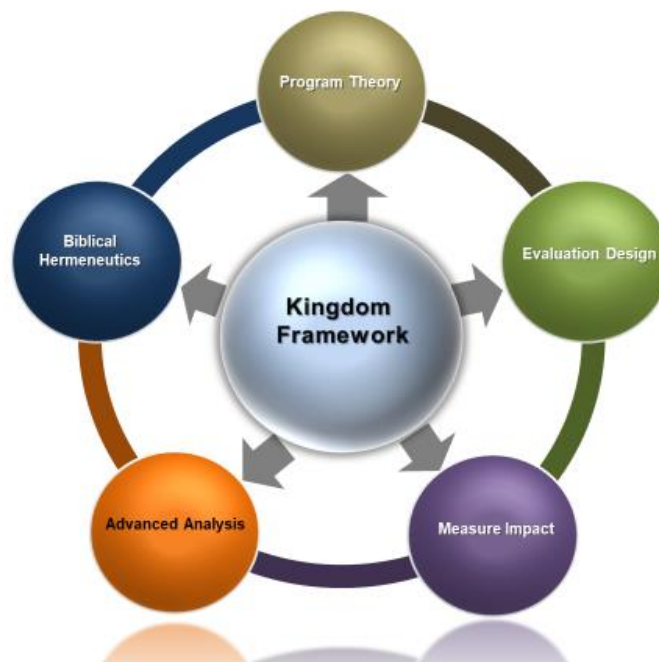 Program Theory
Biblical
Hermeneutics
Evaluation Design
Kingdom
Framework
Advanced Analysis
Measure Impact